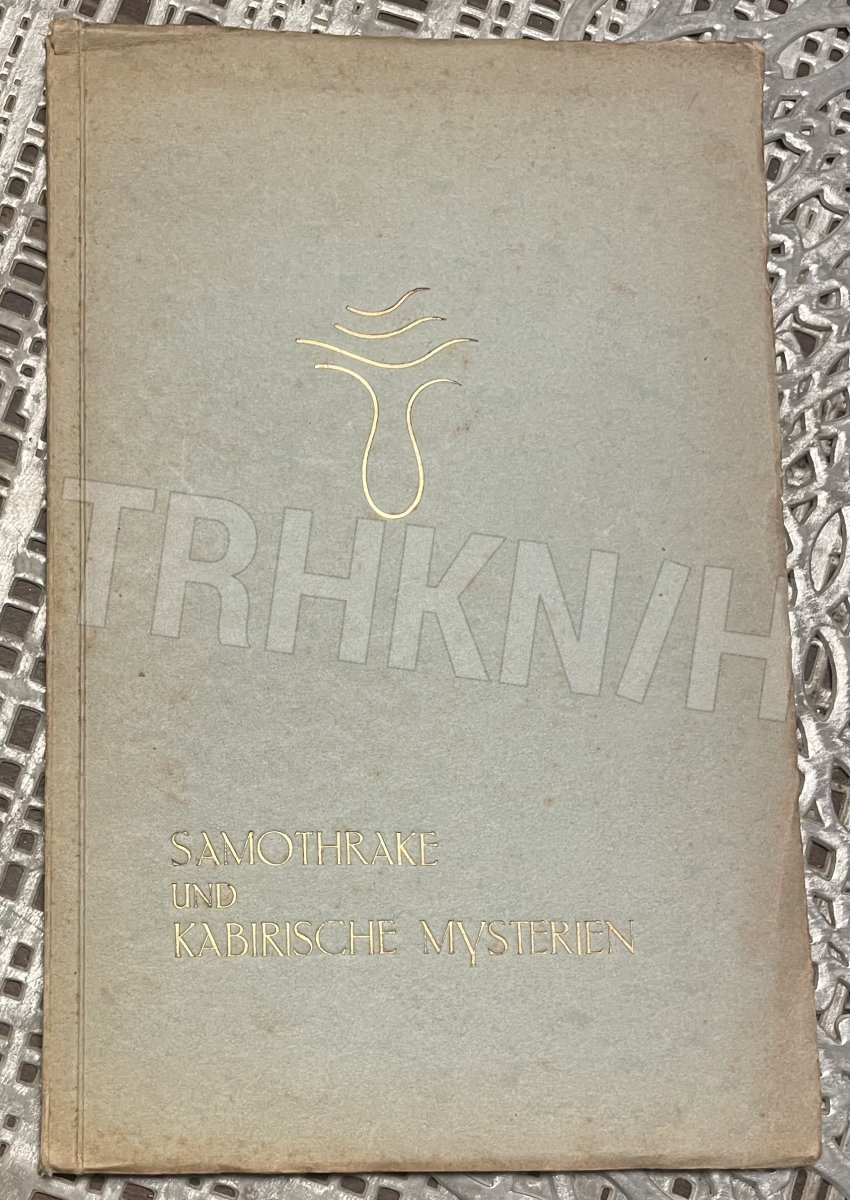 TRHKN/H
SAMOTHRAKE
UND
KABIRISCHE MYSTERIEN